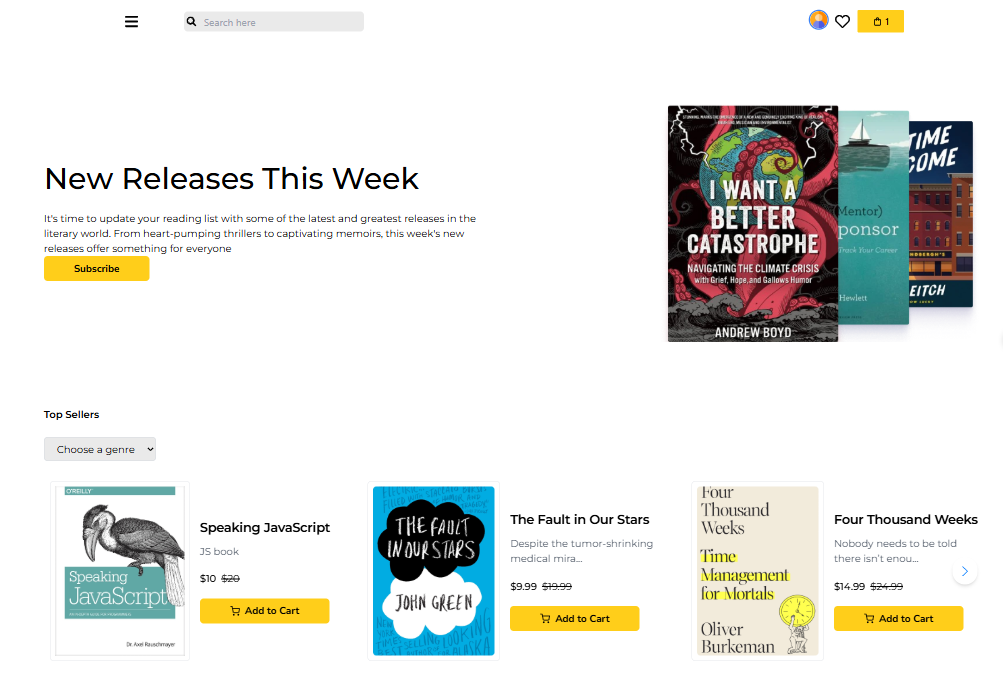 Search here
1
New Releases This Week
It's time to update your reading list with some of the latest and greatest releases in the
literary world. From heart-pumping thrillers to captivating memoirs, this week's new
releases offer something for everyone
Subscribe
I WANT A
BETTER
CATASTROPHE
NAVIGATING THE CLIMATE CRISIS
with Grief, Hope, and Gallows Humor
ANDREW BOYD
Mentor)
ponsor
Track Your Career
Hewlett
TIME
COME
EITCH
Top Sellers
Choose a genre
O'REILLY
Speaking
JavaScript
Dr. Axel Rauschmayer
Speaking JavaScript
JS book
$10 $20
Add to Cart
THE FAULT
IN OUR STARS
JOHN GREEN
The Fault in Our Stars
Despite the tumor-shrinking
medical mira...
$9.99 $19.99
Add to Cart
Four
Thousand
Weeks
Time
Management
for Mortals
Oliver
Burkeman
Four Thousand Weeks
Nobody needs to be told
there isn't enou...
$14.99 $24.99
Add to Cart